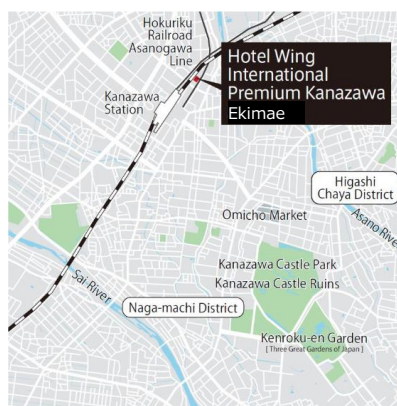 Hokuriku
Railroad
Asanogawa
Line
Hotel Wing
International
Premium Kanazawa
Ekimae
Kanazawa
Station
Higashi
Chaya District
Omicho Market
Asano River
Kanazawa Castle Park
Kanazawa Castle Ruins
Sai River
Naga-machi District
Kenroku-en Garden
[ Three Great Gardens of Japan ]